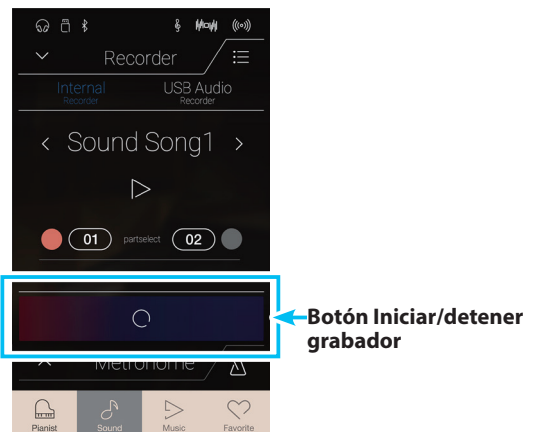 Recorder
Internal
Recorder
USB Audio
Recorder
Sound Song1
01 partselect 02
Botón Iniciar/detener
grabador
Metronome
Pianist Sound Music Favorite